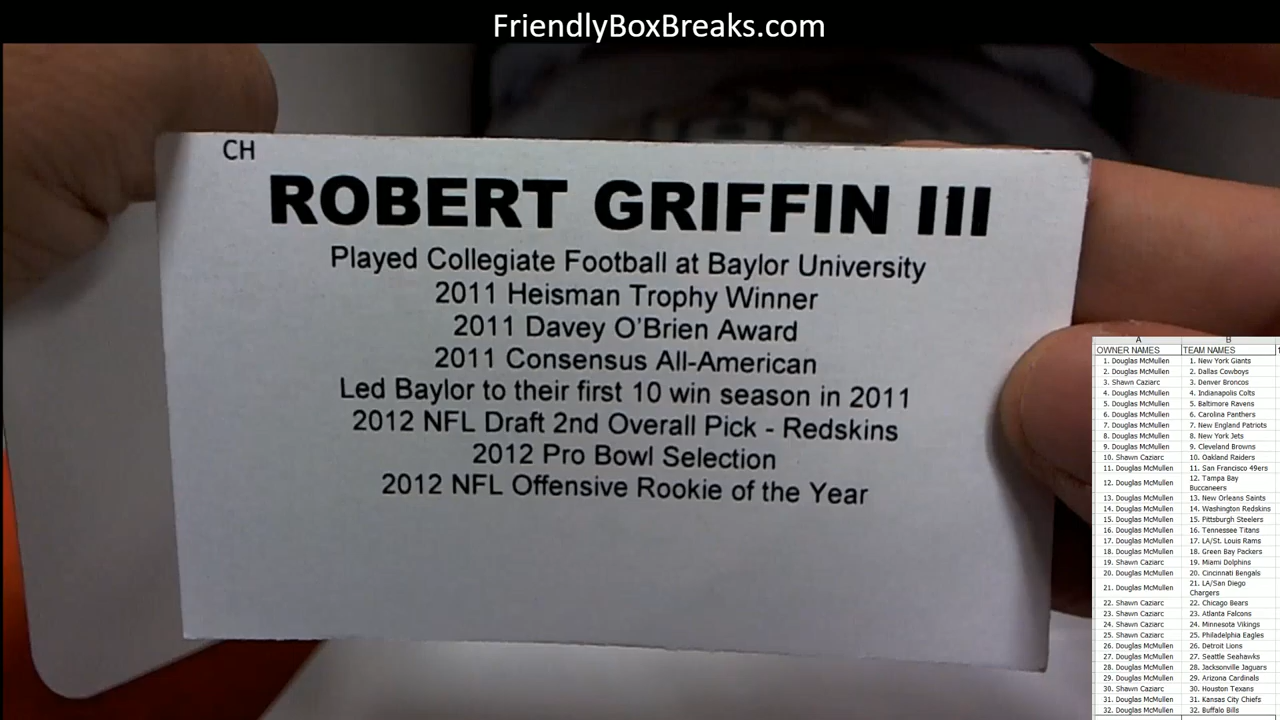 FriendlyBoxBreaks.com
CH
ROBERT GRIFFIN III
Played Collegiate Football at Baylor University
2011 Heisman Trophy Winner
2011 Davey O'Brien Award
2011 Consensus All-American
Led Baylor to their first 10 win season in 2011
2012 NFL Draft 2nd Overall Pick - Redskins
2012 Pro Bowl Selection
2012 NFL Offensive Rookie of the Year
A B
OWNER NAMES TEAM NAMES
1. Douglas McMullen 1. New York Giants
2. Douglas McMullen 2. Dallas Cowboys
3. Shawn Caziarc 3. Denver Broncos
4. Douglas McMullen 4. Indianapolis Colts
5. Douglas McMullen 5. Baltimore Ravens
6. Douglas McMullen 6. Carolina Panthers
7. Douglas McMullen 7. New England Patriots
8. Douglas McMullen 8. New York Jets
9. Douglas McMullen 9. Cleveland Browns
10. Shawn Caziarc 10. Oakland Raiders
11. Douglas McMullen 11. San Francisco 49ers
12. Douglas McMullen 12. Tampa Bay
Buccaneers
13. Douglas McMullen 13. New Orleans Saints
14. Douglas McMullen 14. Washington Redskins
15. Douglas McMullen 15. Pittsburgh Steelers
16. Douglas McMullen 16. Tennessee Titans
17. Douglas McMullen 17. LA/St. Louis Rams
18. Douglas McMullen 18. Green Bay Packers
19. Shawn Caziarc 19. Miami Dolphins
20. Douglas McMullen 20. Cincinnati Bengals
21. Douglas McMullen 21. LA/San Diego
Chargers
22. Shawn Caziarc 22. Chicago Bears
23. Shawn Caziarc 23. Atlanta Falcons
24. Shawn Caziarc 24. Minnesota Vikings
25. Shawn Caziarc 25. Philadelphia Eagles
26. Douglas McMullen 26. Detroit Lions
27. Douglas McMullen 27. Seattle Seahawks
28. Douglas McMullen 28. Jacksonville Jaguars
29. Douglas McMullen 29. Arizona Cardinals
30. Shawn Caziarc 30. Houston Texans
31. Douglas McMullen 31. Kansas City Chiefs
32. Douglas McMullen 32. Buffalo Bills